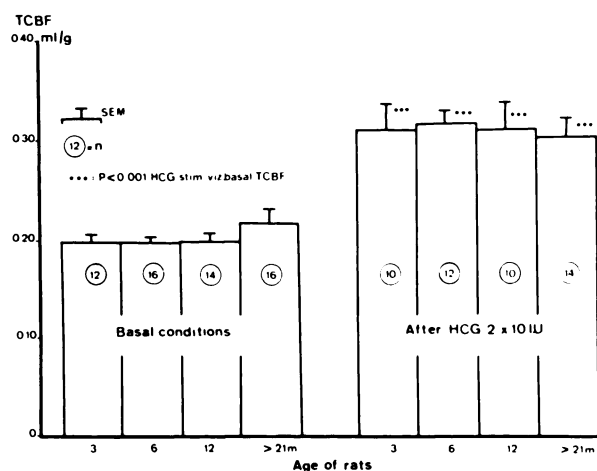 TCBF
0.40 ml/g
SEM
12 = n
••• : P<0 001 HCG stim viz basal TCBF
0.30
0.20
0.10
0
12 16 14 16
10 12 10 14
Basal conditions
After HCG 2 x 10 IU
3 6 12 > 21m 3 6 12 > 21m
Age of rats